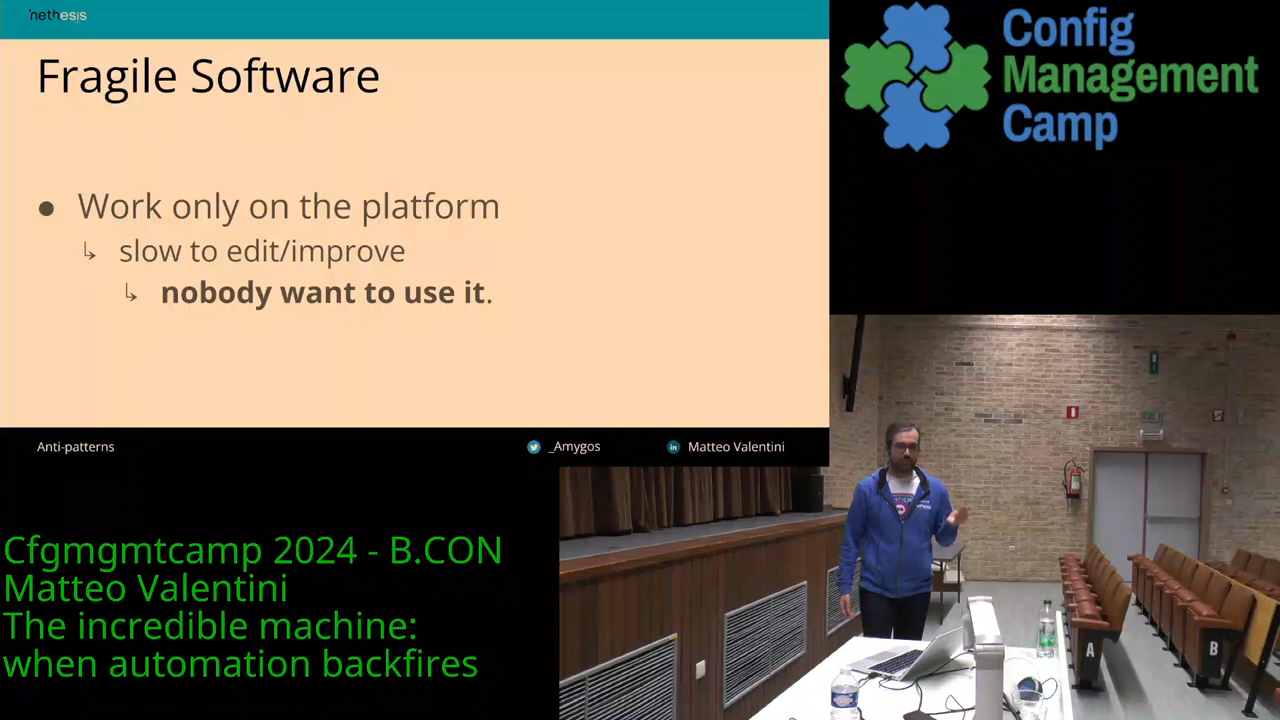 nethesis
Fragile Software
● Work only on the platform
↳ slow to edit/improve
↳ nobody want to use it.
Anti-patterns
_Amygos
in
Matteo Valentini
Config
Management
Camp
Cfgmgmtcamp 2024 - B.CON
Matteo Valentini
The incredible machine:
when automation backfires
A
B